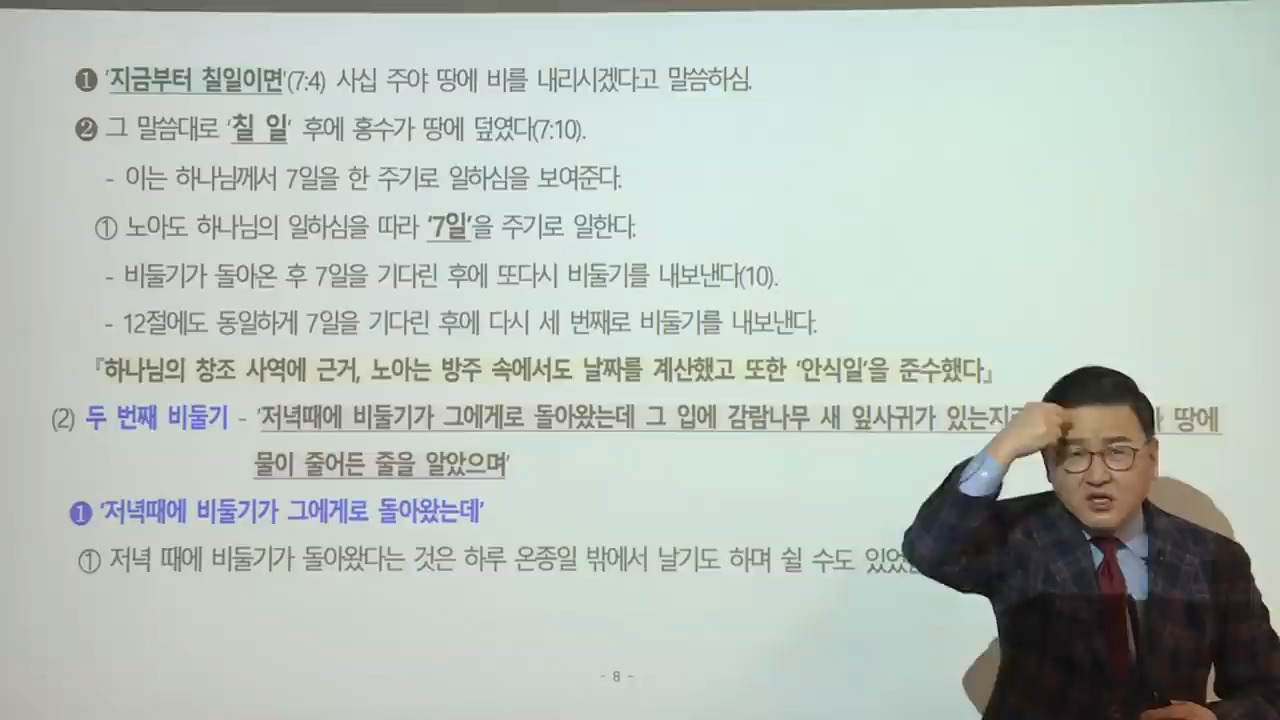 ❶ '지금부터 칠일이면'(7:4) 사십 주야 땅에 비를 내리시겠다고 말씀하심.
❷ 그 말씀대로 '칠 일' 후에 홍수가 땅에 덮였다(7:10).
- 이는 하나님께서 7일을 한 주기로 일하심을 보여준다.
① 노아도 하나님의 일하심을 따라 '7일'을 주기로 일한다.
- 비둘기가 돌아온 후 7일을 기다린 후에 또다시 비둘기를 내보낸다(10).
- 12절에도 동일하게 7일을 기다린 후에 다시 세 번째로 비둘기를 내보낸다.
『하나님의 창조 사역에 근거, 노아는 방주 속에서도 날짜를 계산했고 또한 '안식일'을 준수했다』
(2) 두 번째 비둘기 - '저녁때에 비둘기가 그에게로 돌아왔는데 그 입에 감람나무 새 잎사귀가 땅에
물이 줄어든 줄을 알았으며'
❶ '저녁때에 비둘기가 그에게로 돌아왔는데'
① 저녁 때에 비둘기가 돌아왔다는 것은 하루 온종일 밖에서 날기도 하며 쉴 수도
- 8 -